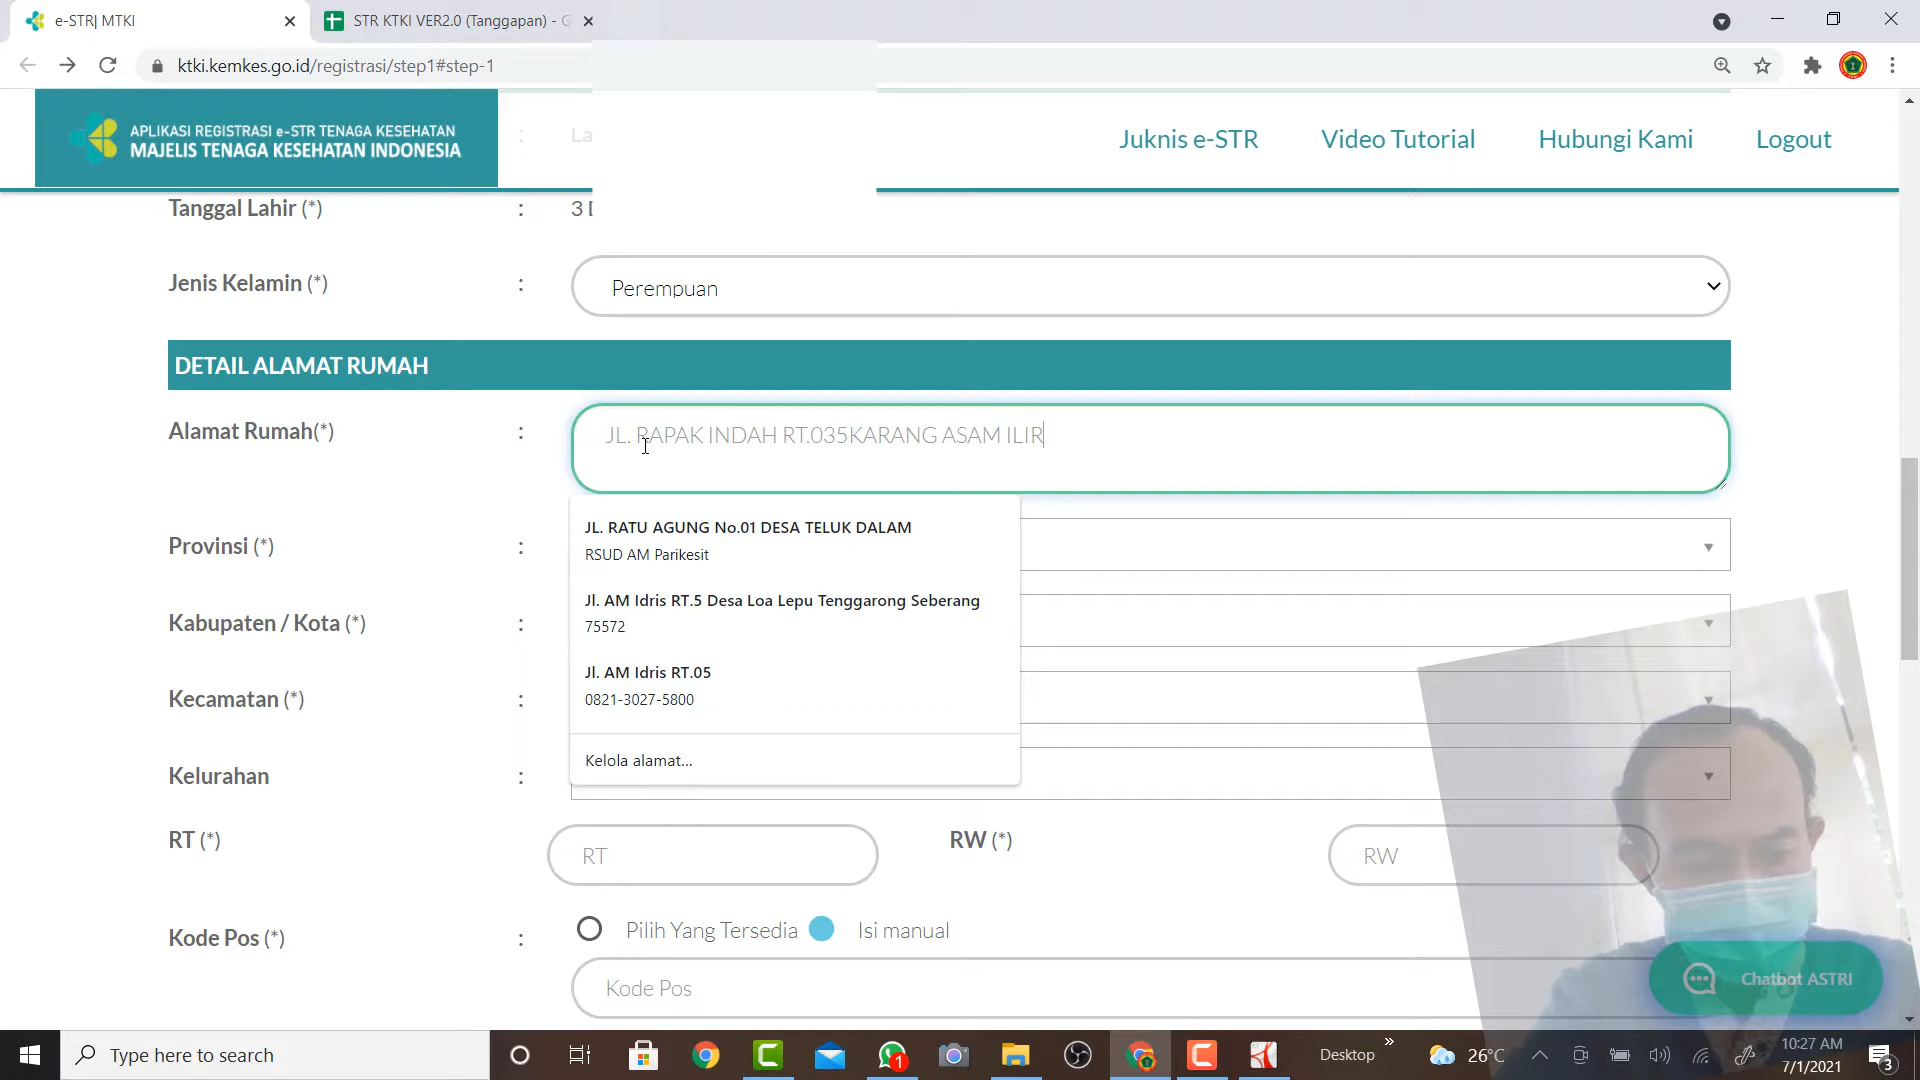 e-STR| MTKI
STR KTKI VER2.0 (Tanggapan) - G
ktki.kemkes.go.id/registrasi/step1#step-1
APLIKASI REGISTRASI e-STR TENAGA KESEHATAN
MAJELIS TENAGA KESEHATAN INDONESIA
: La
Juknis e-STR Video Tutorial Hubungi Kami Logout
Tanggal Lahir (*) : 3 D
Jenis Kelamin (*) : Perempuan
DETAIL ALAMAT RUMAH
Alamat Rumah(*) : JL. RAPAK INDAH RT.035KARANG ASAM ILIR
JL. RATU AGUNG No.01 DESA TELUK DALAM
RSUD AM Parikesit
Provinsi (*) :
Jl. AM Idris RT.5 Desa Loa Lepu Tenggarong Seberang
75572
Kabupaten / Kota (*) :
Jl. AM Idris RT.05
0821-3027-5800
Kecamatan (*) :
Kelola alamat...
Kelurahan :
RT (*) RT RW (*) RW
Kode Pos (*) : Pilih Yang Tersedia Isi manual
Kode Pos
Chatbot ASTRI
Type here to search
1
Desktop »
26°C
10:27 AM
7/1/2021
3